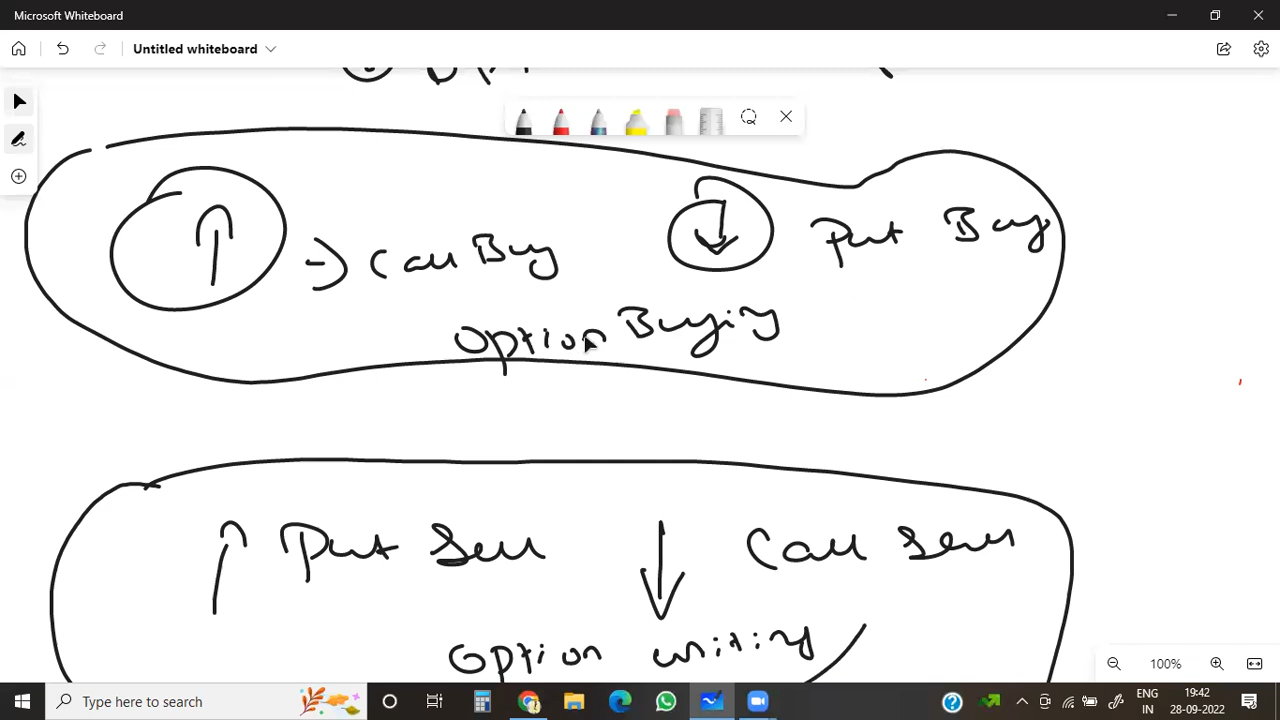 Microsoft Whiteboard
Untitled whiteboard
↑ → Call Buy ↓ Put Buy
Option Buying
↑ Put Sell ↓ Call Sell
Option writing
100%
Type here to search
ENG
IN
19:42
28-09-2022